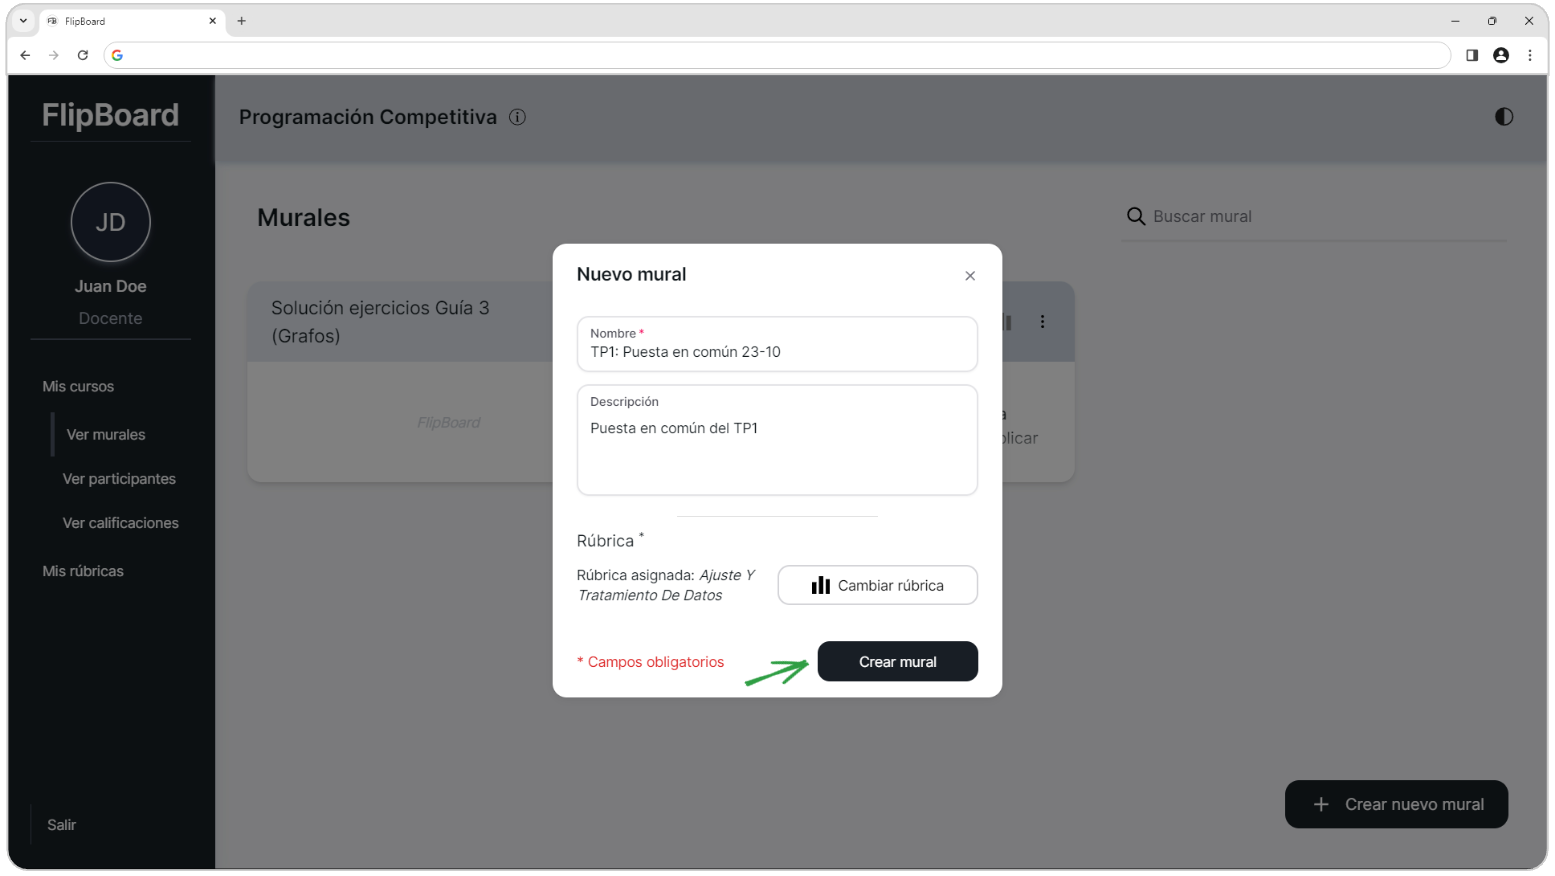 FlipBoard
FlipBoard
Programación Competitiva
JD
Juan Doe
Docente
Mis cursos
Ver murales
Ver participantes
Ver calificaciones
Mis rúbricas
Salir
Murales
Buscar mural
Solución ejercicios Guía 3
(Grafos)
FlipBoard
Nuevo mural
Nombre *
TP1: Puesta en común 23-10
Descripción
Puesta en común del TP1
Rúbrica *
Rúbrica asignada: Ajuste Y
Tratamiento De Datos
Cambiar rúbrica
* Campos obligatorios
Crear mural
Crear nuevo mural